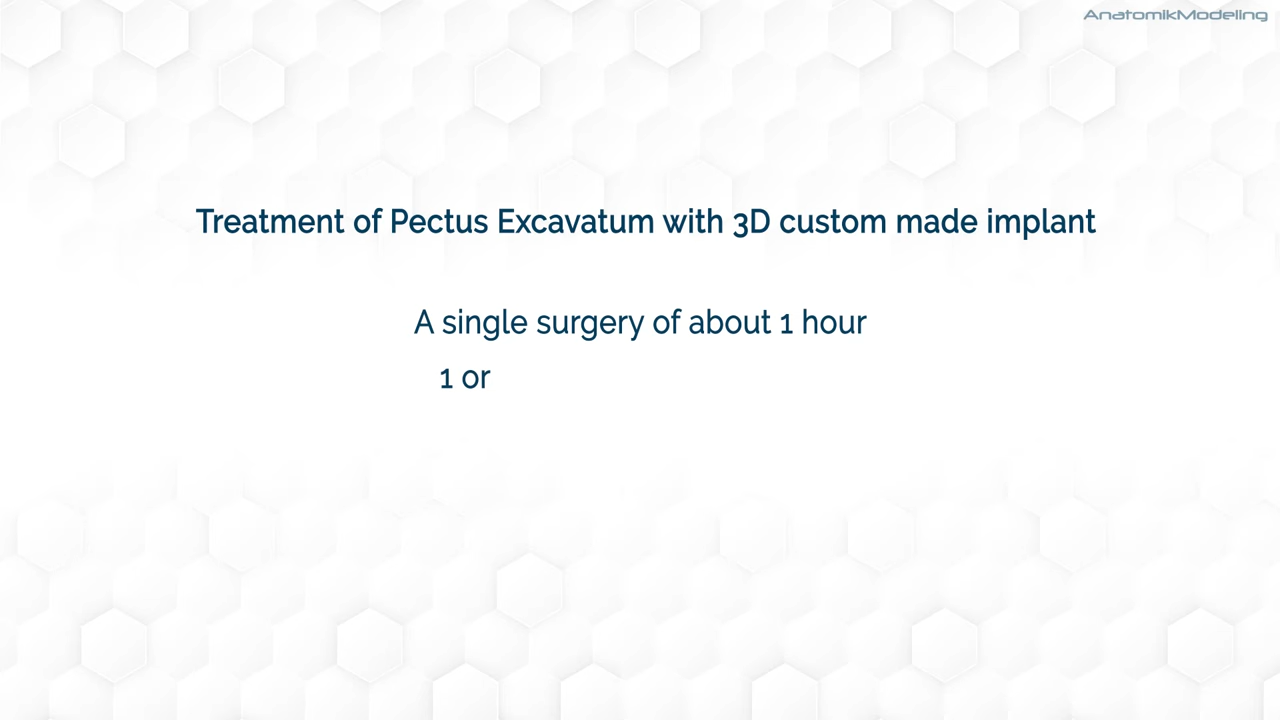 AnatomikModeling
Treatment of Pectus Excavatum with 3D custom made implant
A single surgery of about 1 hour
1 or